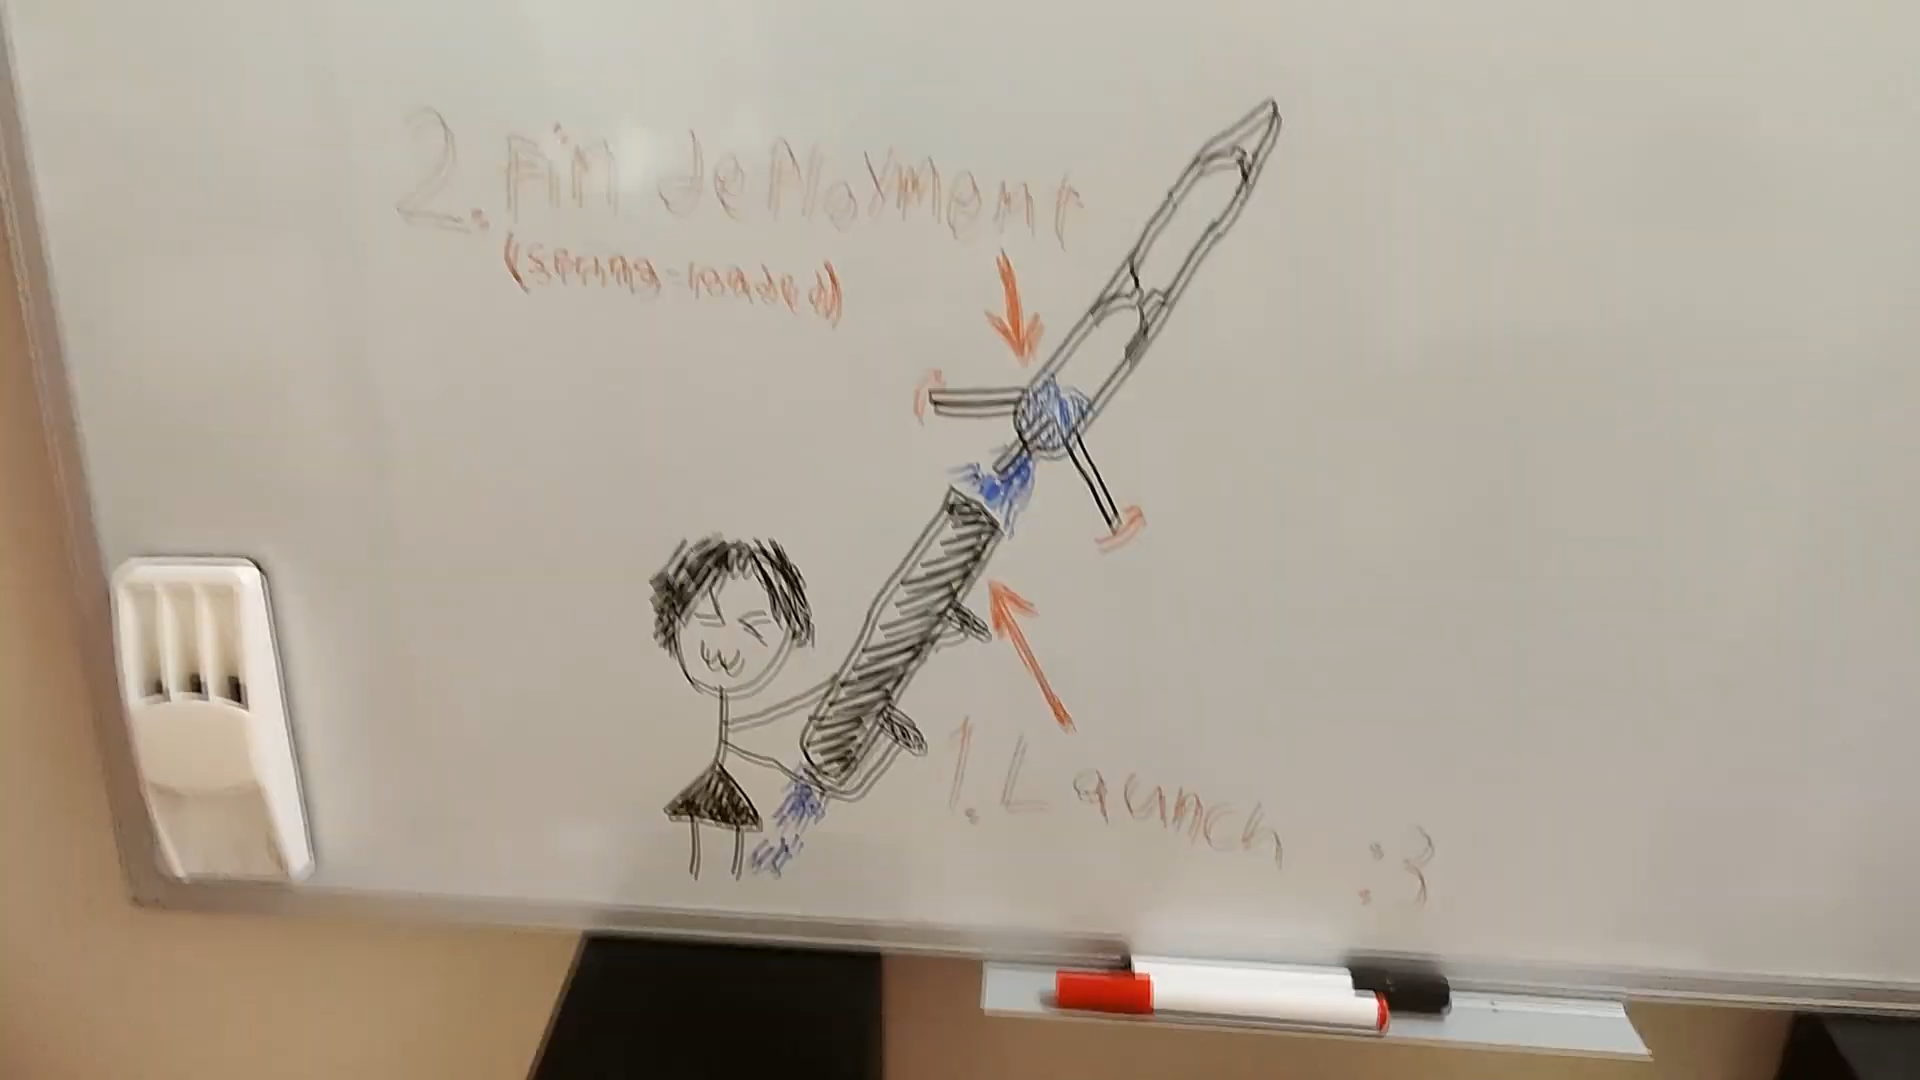 2. Fin deployment
(spring-loaded)
1. Launch :3